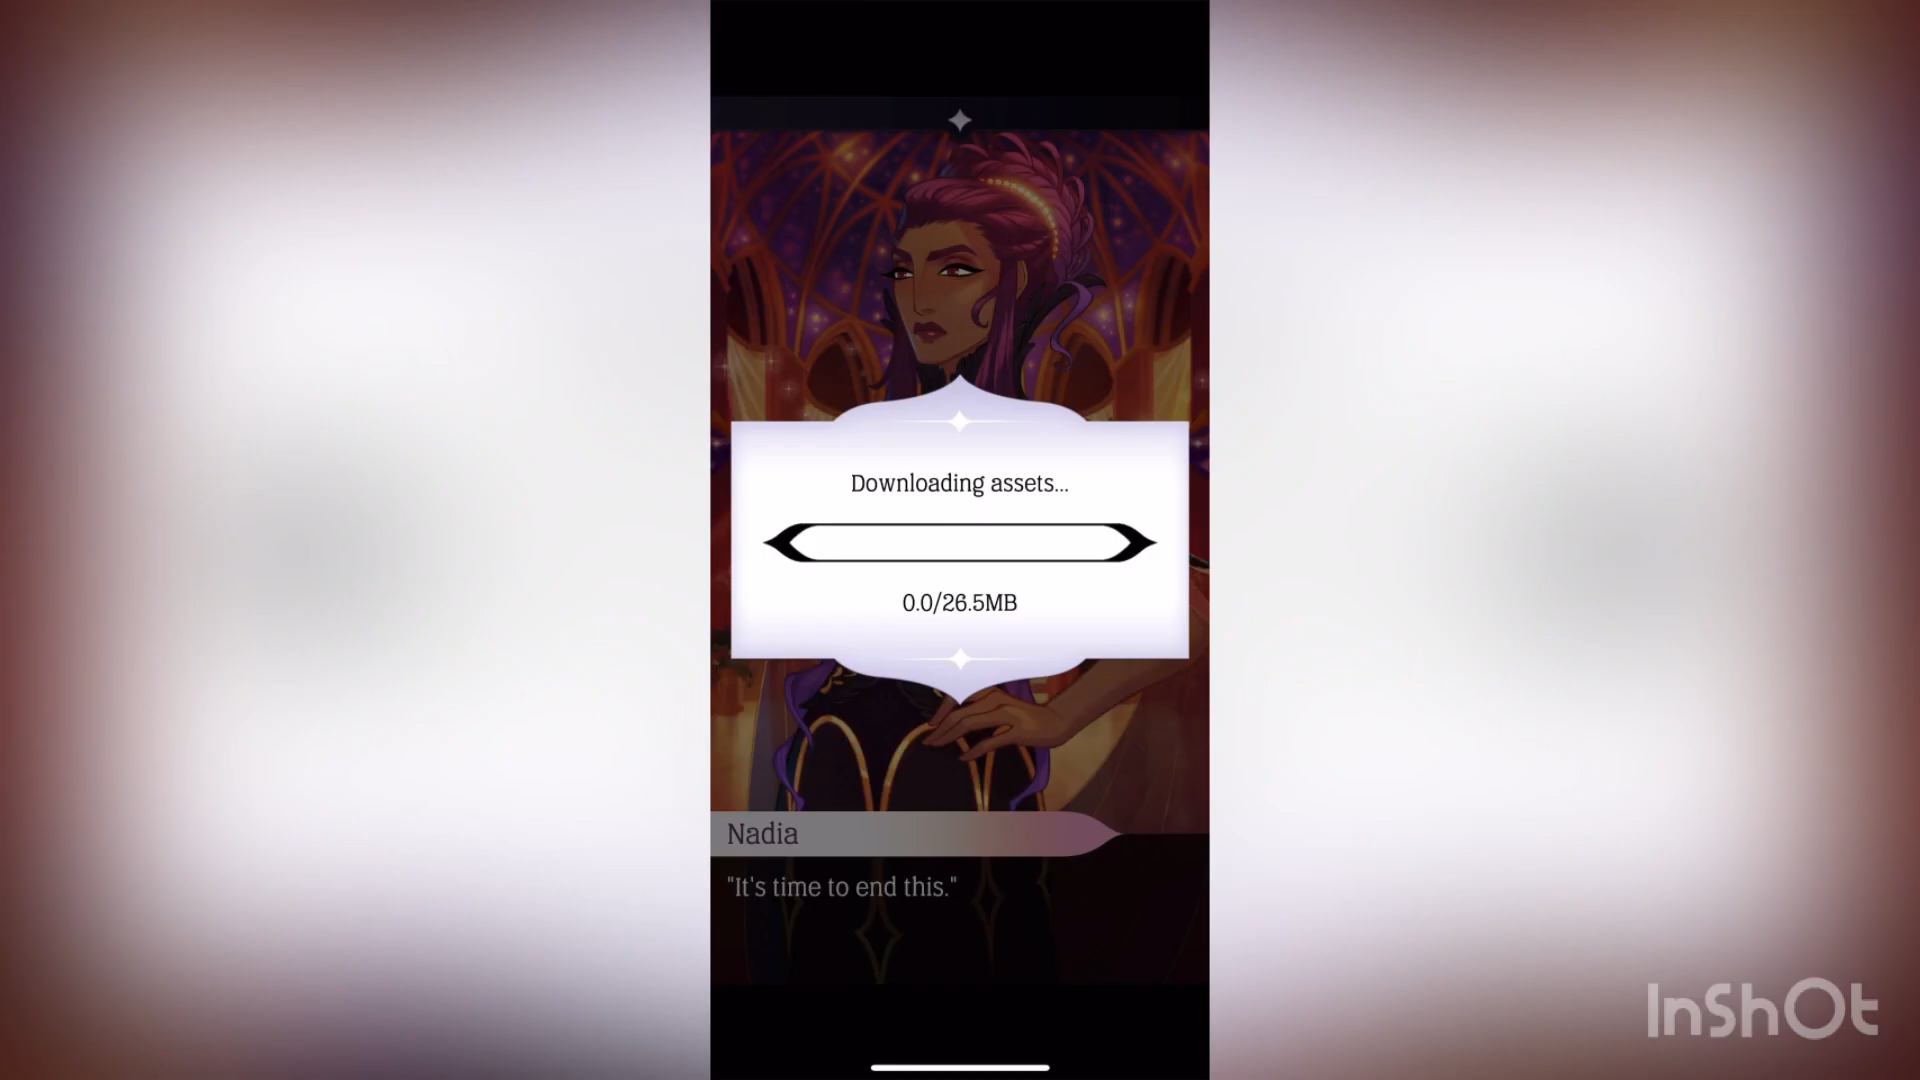 Downloading assets...
0.0/26.5MB
Nadia
"It's time to end this."
InShOt